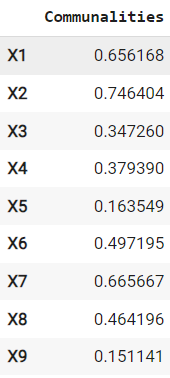 Communalities
X1 0.656168
X2 0.746404
X3 0.347260
X4 0.379390
X5 0.163549
X6 0.497195
X7 0.665667
X8 0.464196
X9 0.151141